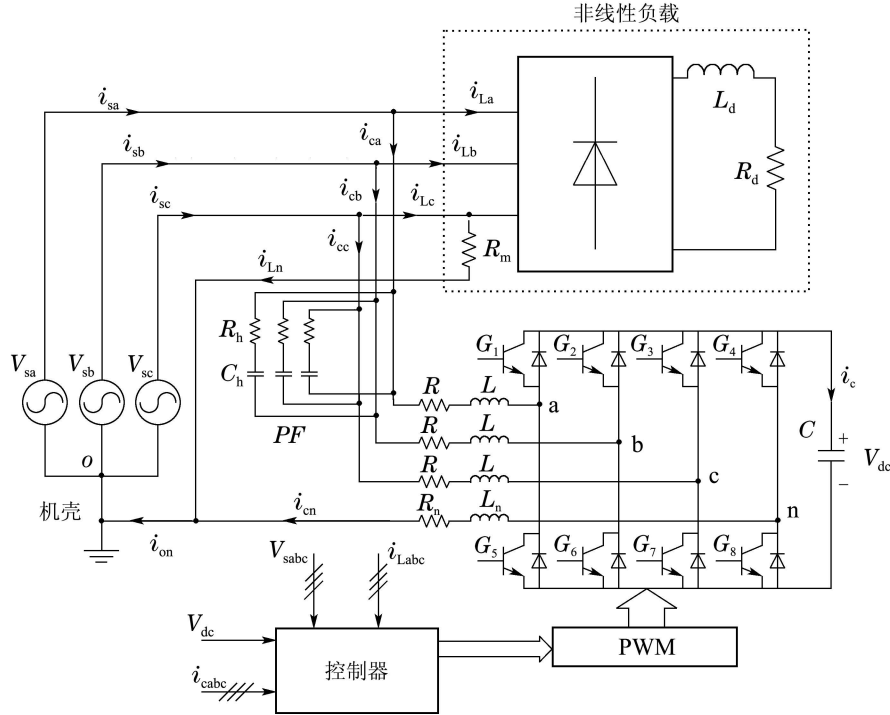 非线性负载
i_sa
i_La
L_d
i_ca
i_sb
i_Lb
R_d
i_cb
i_sc
i_Lc
i_cc
R_m
i_Ln
R_h
G_1
G_2
G_3
G_4
V_sa
V_sb
V_sc
C_h
R
L
a
i_c
PF
R
L
b
C
+
V_dc
−
o
R
L
c
机壳
i_cn
R_n
L_n
n
i_on
V_sabc
i_Labc
G_5
G_6
G_7
G_8
V_dc
控制器
PWM
i_cabc